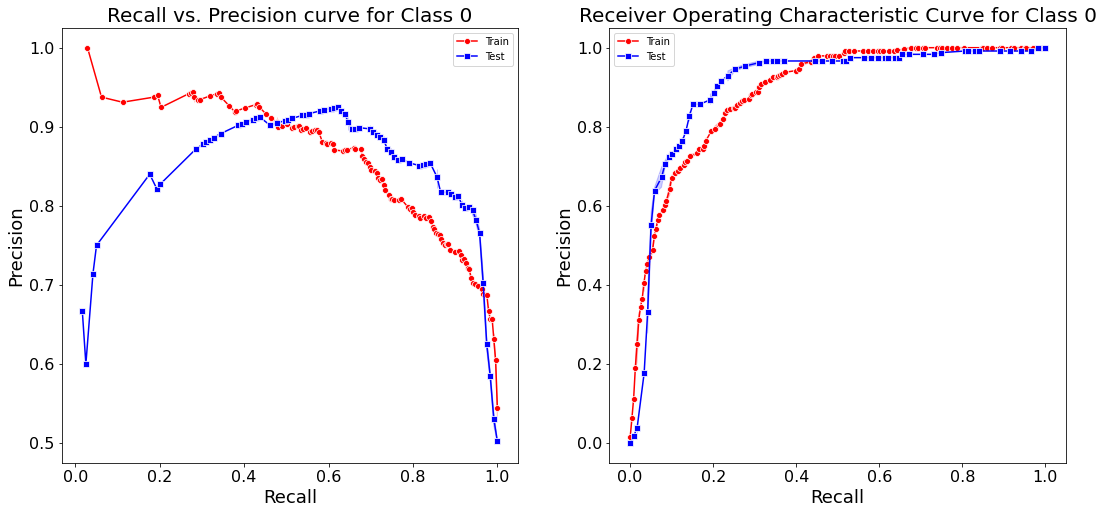 Recall vs. Precision curve for Class 0
Train
Test
1.0
0.9
0.8
0.7
0.6
0.5
Precision
0.0 0.2 0.4 0.6 0.8 1.0
Recall
Receiver Operating Characteristic Curve for Class 0
Train
Test
1.0
0.8
0.6
0.4
0.2
0.0
Precision
0.0 0.2 0.4 0.6 0.8 1.0
Recall